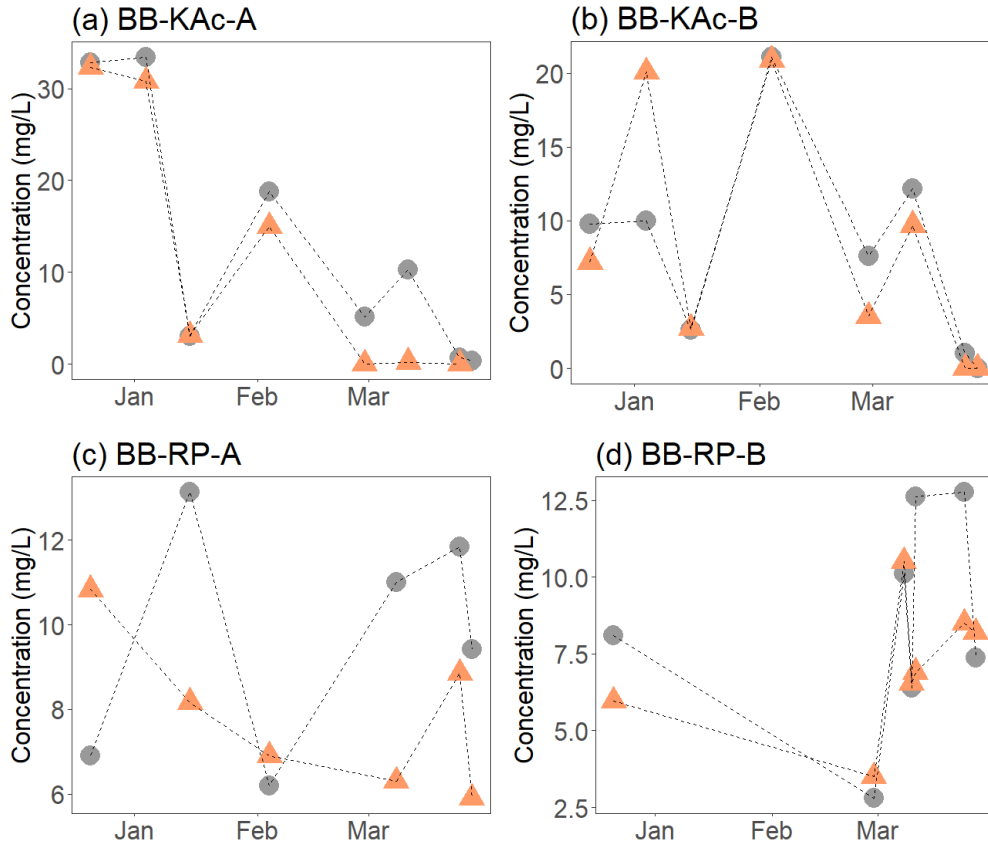 (a) BB-KAc-A
Concentration (mg/L)
30
20
10
0
Jan Feb Mar
(b) BB-KAc-B
Concentration (mg/L)
20
15
10
5
0
Jan Feb Mar
(c) BB-RP-A
Concentration (mg/L)
12
10
8
6
Jan Feb Mar
(d) BB-RP-B
Concentration (mg/L)
12.5
10.0
7.5
5.0
2.5
Jan Feb Mar